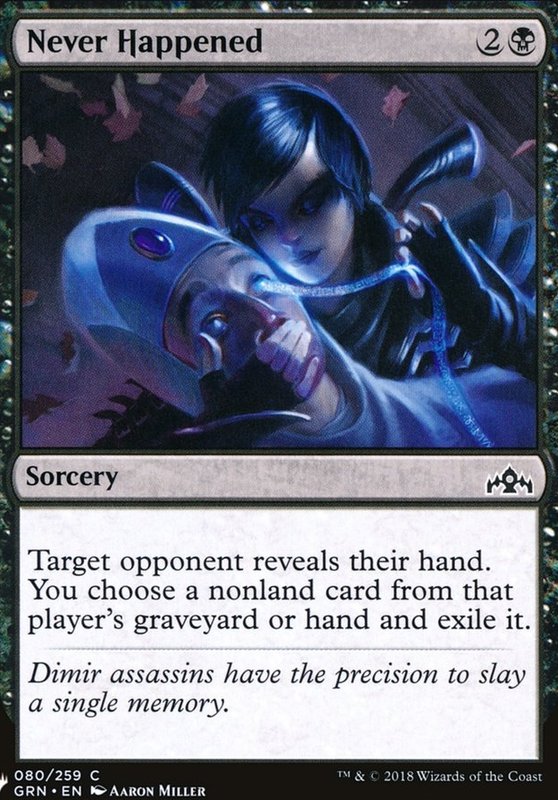 Never Happened 2
Sorcery
Target opponent reveals their hand.
You choose a nonland card from that
player's graveyard or hand and exile it.
Dimir assassins have the precision to slay
a single memory.
080/259 C
GRN • EN Aaron Miller
™ & © 2018 Wizards of the Coast